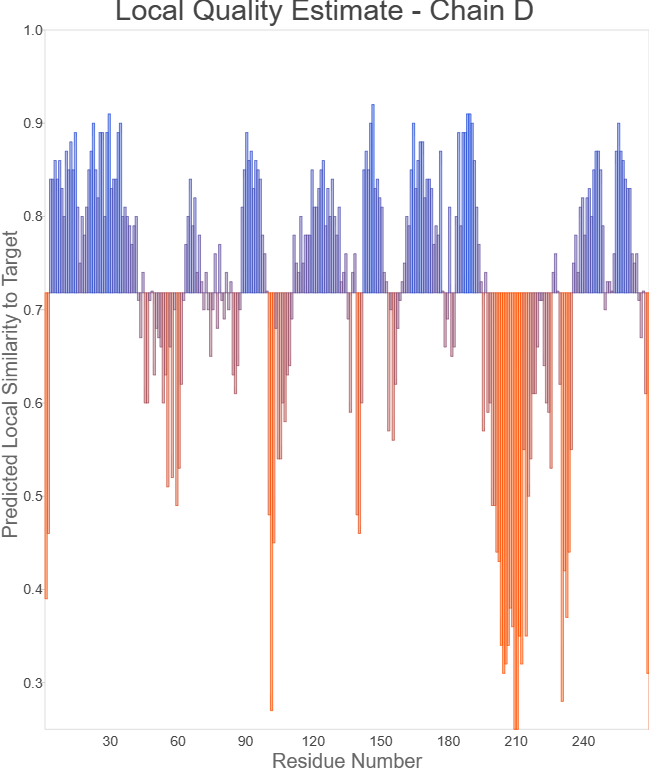 Local Quality Estimate - Chain D
1.0
0.9
0.8
0.7
0.6
0.5
0.4
0.3
Predicted Local Similarity to Target
30 60 90 120 150 180 210 240
Residue Number